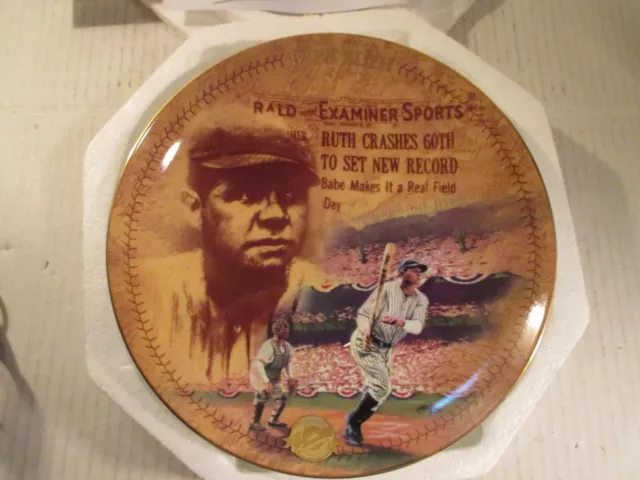 RALD and EXAMINER SPORTS
RUTH CRASHES 60TH
TO SET NEW RECORD
Babe Makes It a Real Field
Day